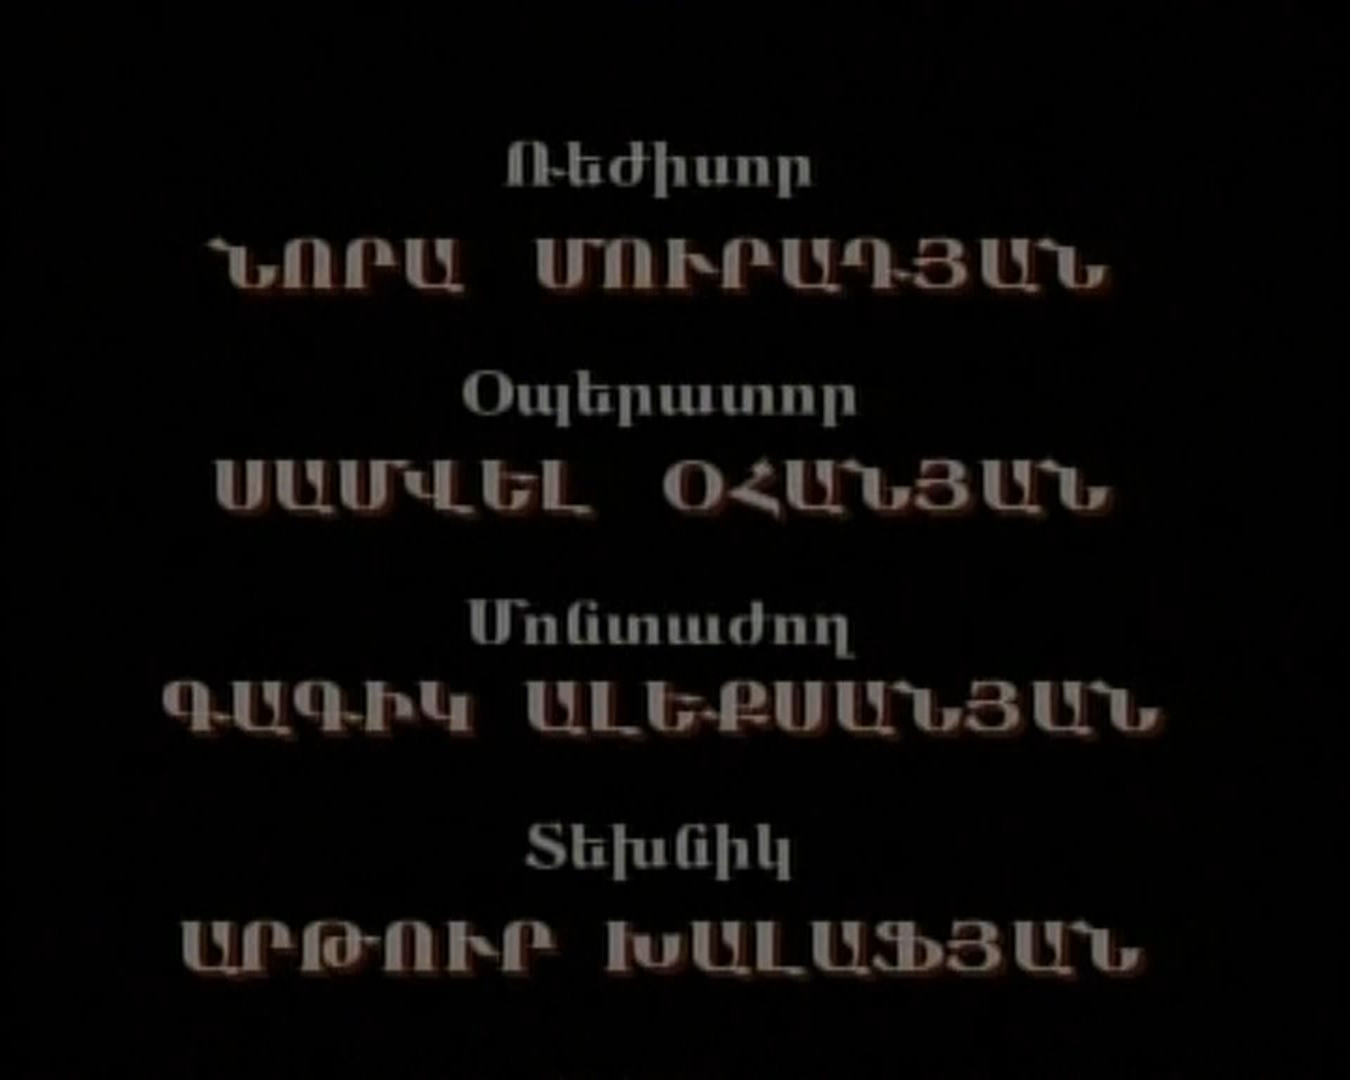 Ռեժիսոր
ՆՈՐԱ ՄՈՒՐԱԴՅԱՆ
Օպերատոր
ՍԱՄՎԵԼ ՕՀԱՆՅԱՆ
Մոնտաժող
ԳԱԳԻԿ ԱԼԵՔՍԱՆՅԱՆ
Տեխնիկ
ԱՐԹՈՒՐ ԽԱԼԱՖՅԱՆ